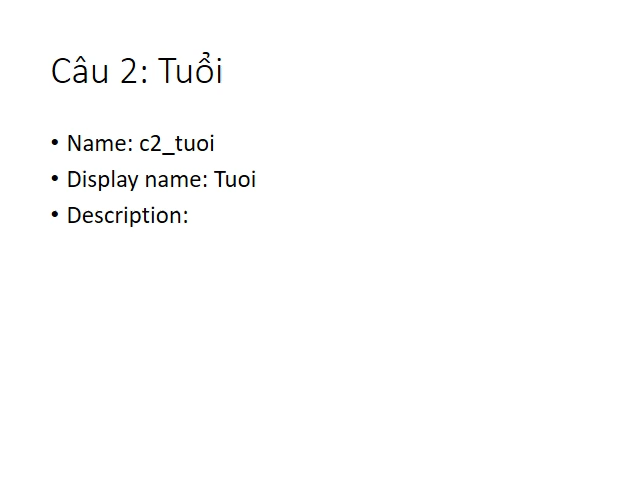 Câu 2: Tuổi
• Name: c2_tuoi
• Display name: Tuoi
• Description: